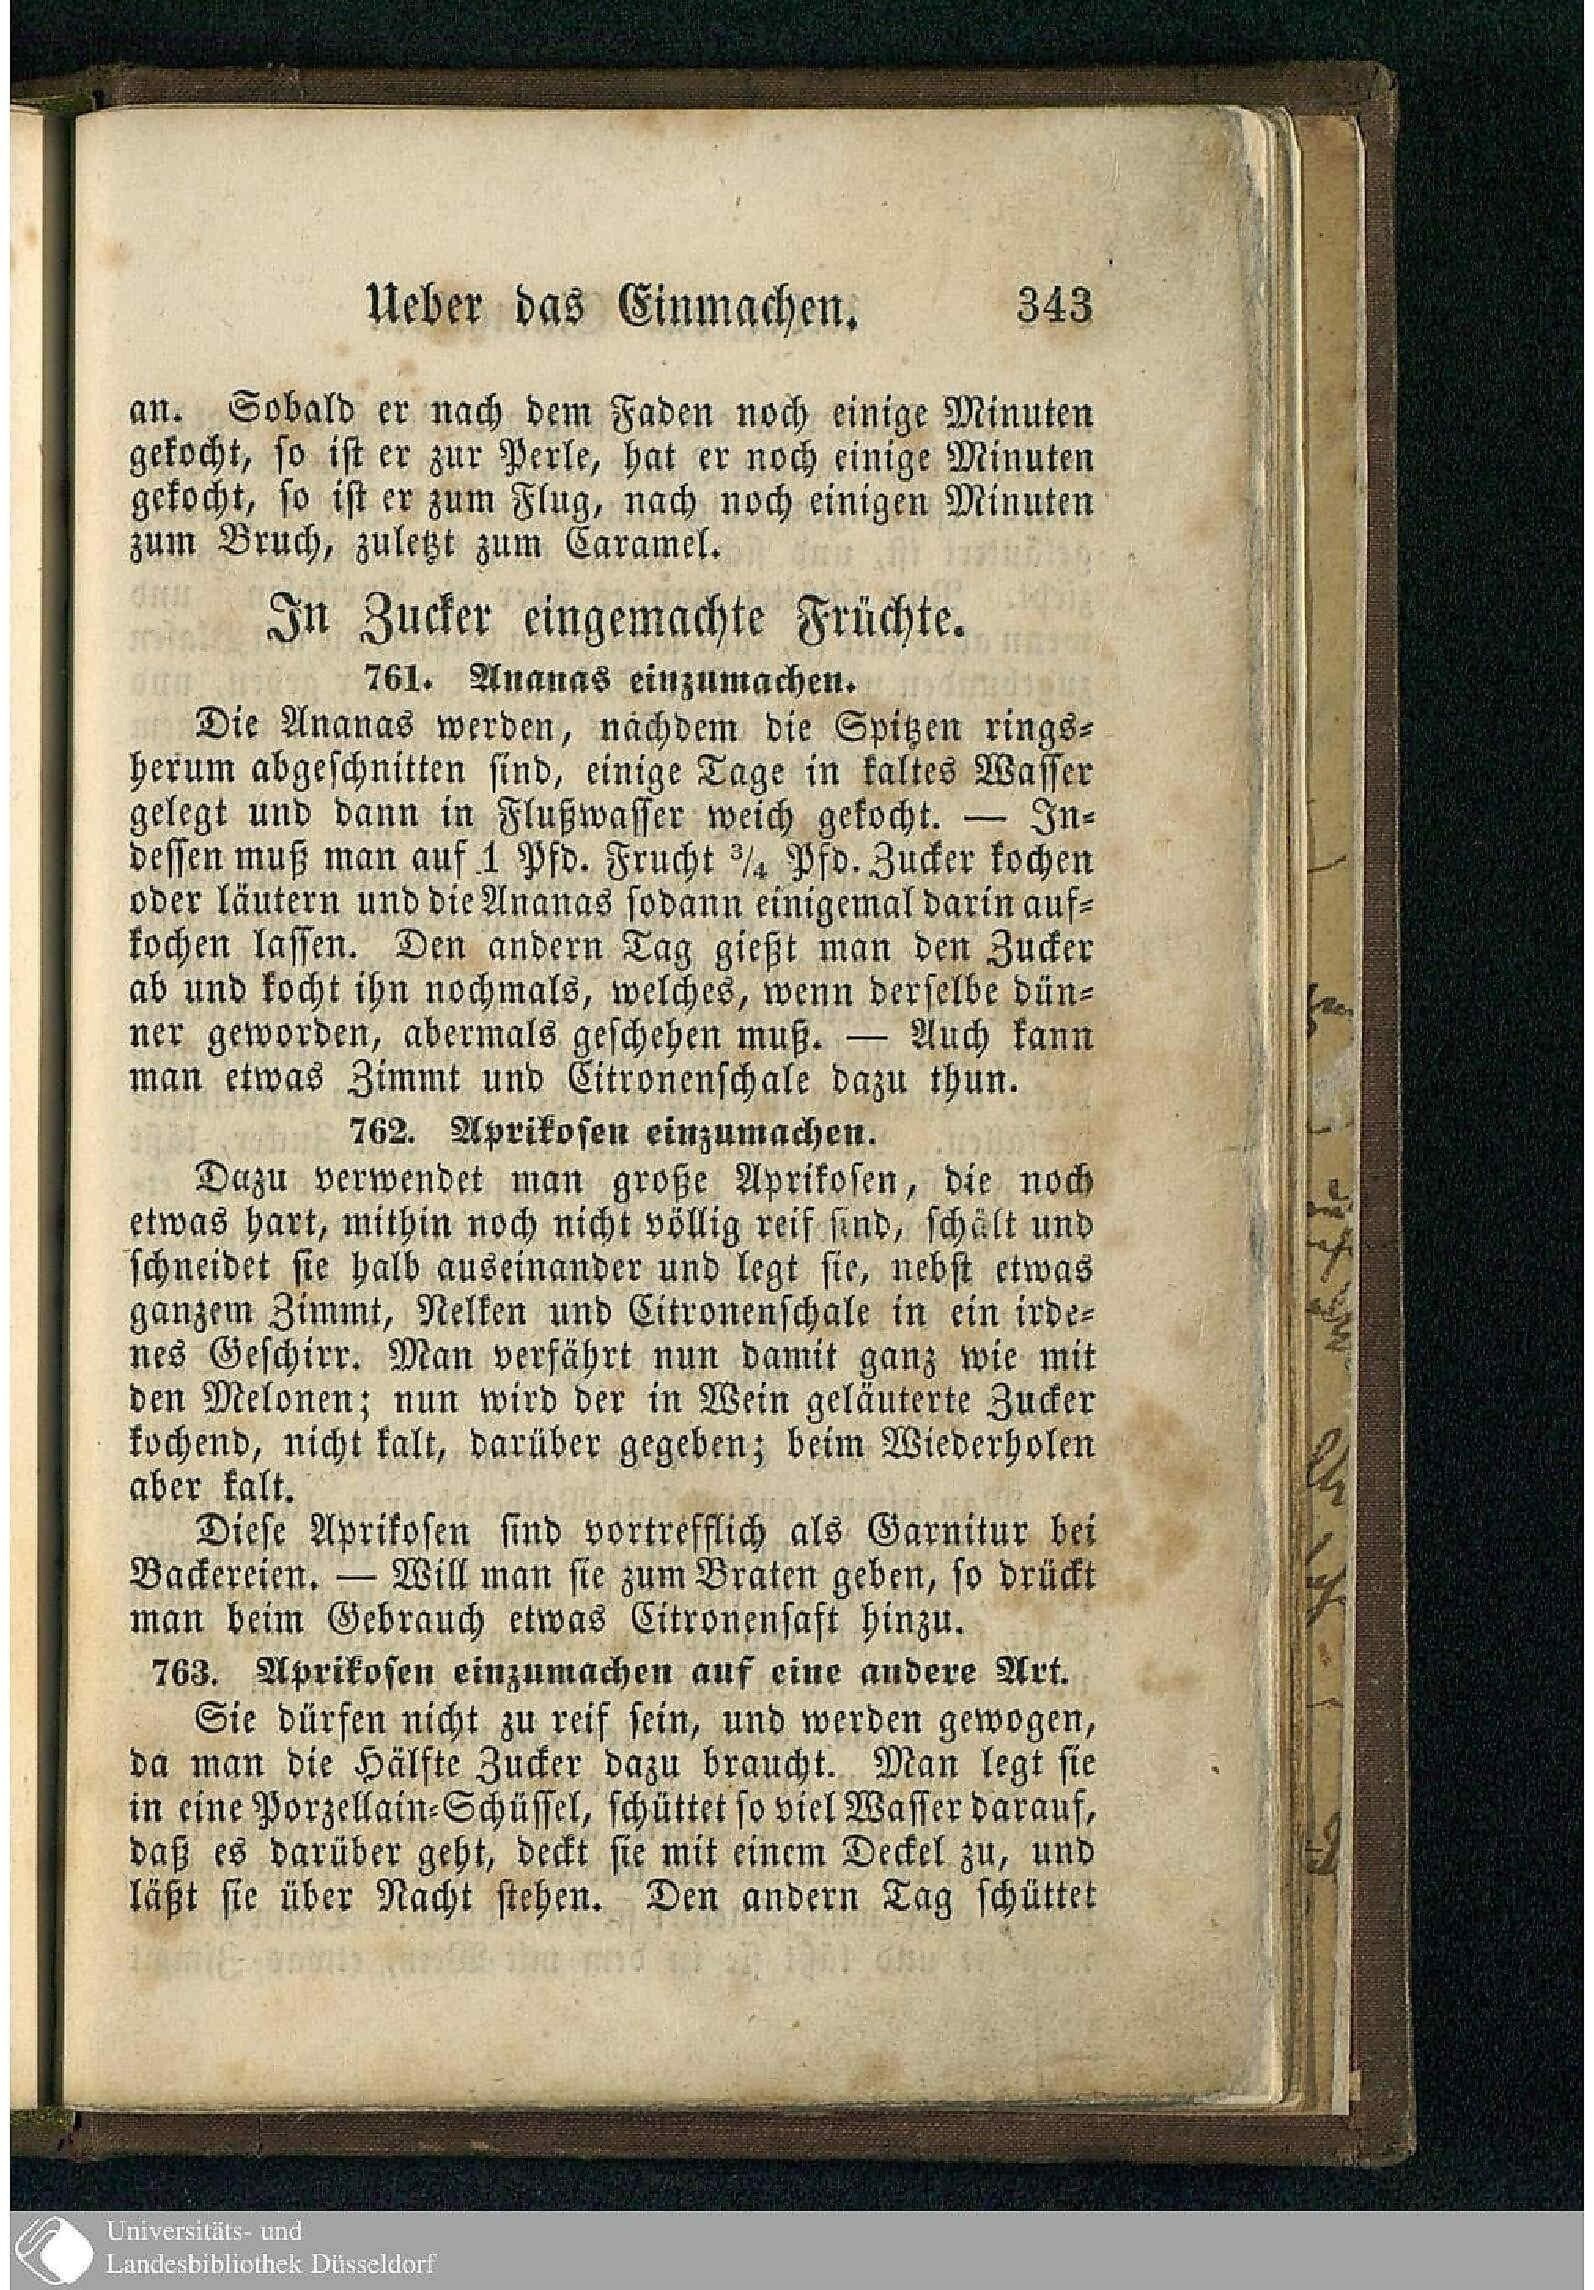 Ueber das Einmachen. 343
an. Sobald er nach dem Faden noch einige Minuten
gekocht, so ist er zur Perle, hat er noch einige Minuten
gekocht, so ist er zum Flug, nach noch einigen Minuten
zum Bruch, zuletzt zum Caramel.
In Zucker eingemachte Früchte.
761. Ananas einzumachen.
Die Ananas werden, nachdem die Spitzen rings-
herum abgeschnitten sind, einige Tage in kaltes Wasser
gelegt und dann in Flußwasser weich gekocht. — In-
dessen muß man auf 1 Pfd. Frucht 3/4 Pfd. Zucker kochen
oder läutern und die Ananas sodann einigemal darin auf-
kochen lassen. Den andern Tag gießt man den Zucker
ab und kocht ihn nochmals, welches, wenn derselbe dün-
ner geworden, abermals geschehen muß. — Auch kann
man etwas Zimmt und Citronenschale dazu thun.
762. Aprikosen einzumachen.
Dazu verwendet man große Aprikosen, die noch
etwas hart, mithin noch nicht völlig reif sind, schält und
schneidet sie halb auseinander und legt sie, nebst etwas
ganzem Zimmt, Nelken und Citronenschale in ein irde-
nes Geschirr. Man verfährt nun damit ganz wie mit
den Melonen; nun wird der in Wein geläuterte Zucker
kochend, nicht kalt, darüber gegeben; beim Wiederholen
aber kalt.
Diese Aprikosen sind vortrefflich als Garnitur bei
Backereien. — Will man sie zum Braten geben, so drückt
man beim Gebrauch etwas Citronensaft hinzu.
763. Aprikosen einzumachen auf eine andere Art.
Sie dürfen nicht zu reif sein, und werden gewogen,
da man die Hälfte Zucker dazu braucht. Man legt sie
in eine Porzellain-Schüssel, schüttet so viel Wasser darauf,
daß es darüber geht, deckt sie mit einem Deckel zu, und
läßt sie über Nacht stehen. Den andern Tag schüttet
Universitäts- und
Landesbibliothek Düsseldorf